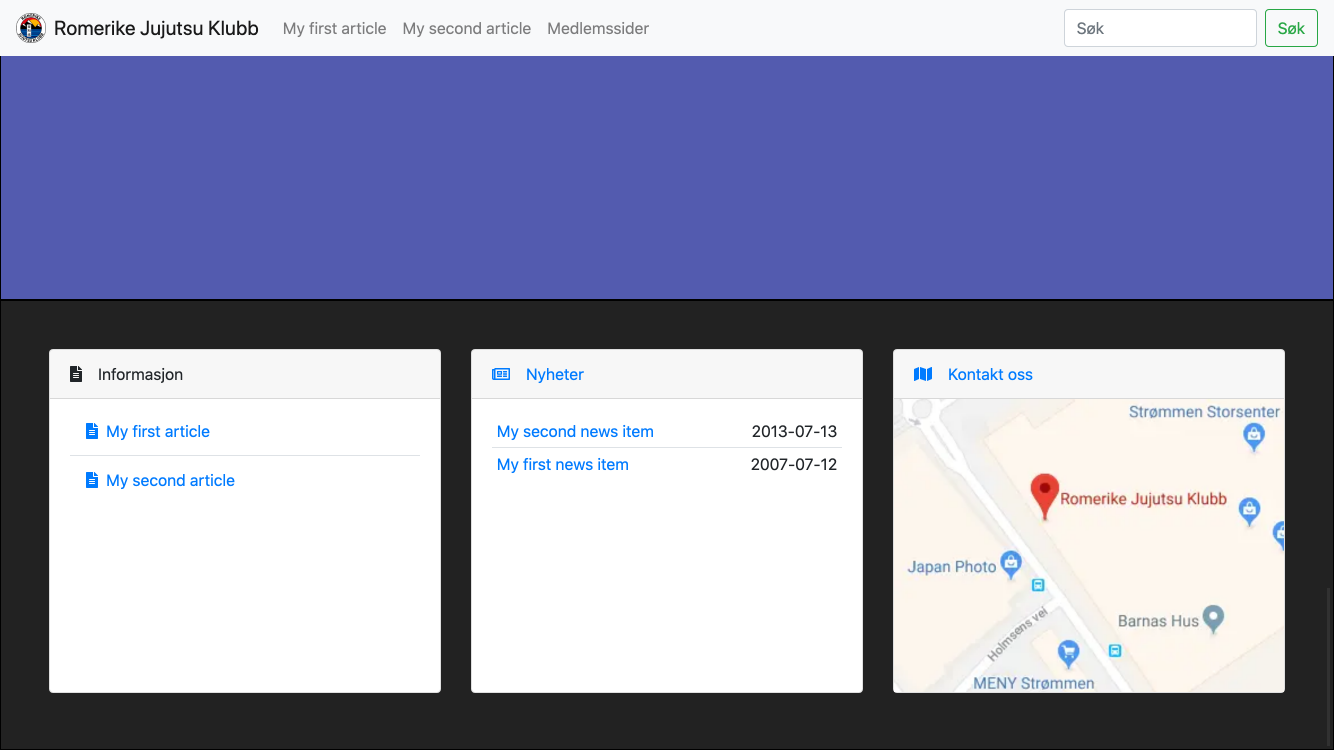 Romerike Jujutsu Klubb My first article My second article Medlemssider Søk Søk
Informasjon
My first article
My second article
Nyheter
My second news item 2013-07-13
My first news item 2007-07-12
Kontakt oss
Strømmen Storsenter
Romerike Jujutsu Klubb
Japan Photo
Barnas Hus
Holmsens vei
MENY Strømmen